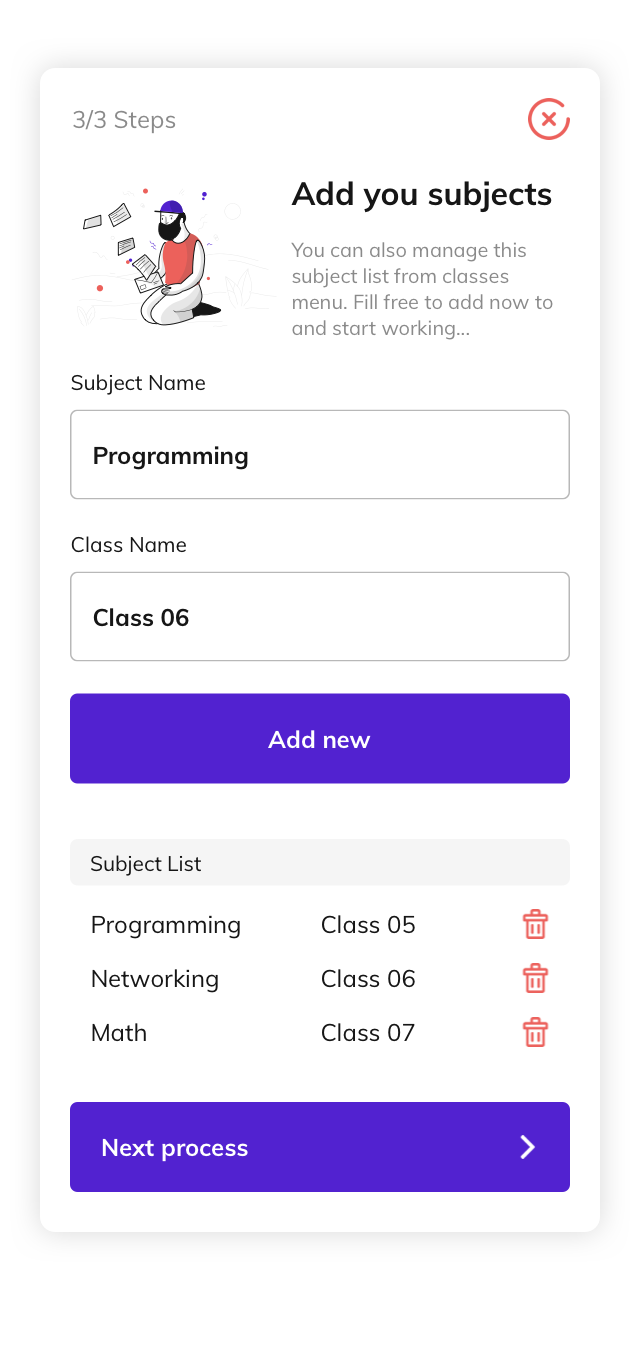 3/3 Steps
Add you subjects
You can also manage this
subject list from classes
menu. Fill free to add now to
and start working...
Subject Name
Programming
Class Name
Class 06
Add new
Subject List
Programming Class 05
Networking Class 06
Math Class 07
Next process